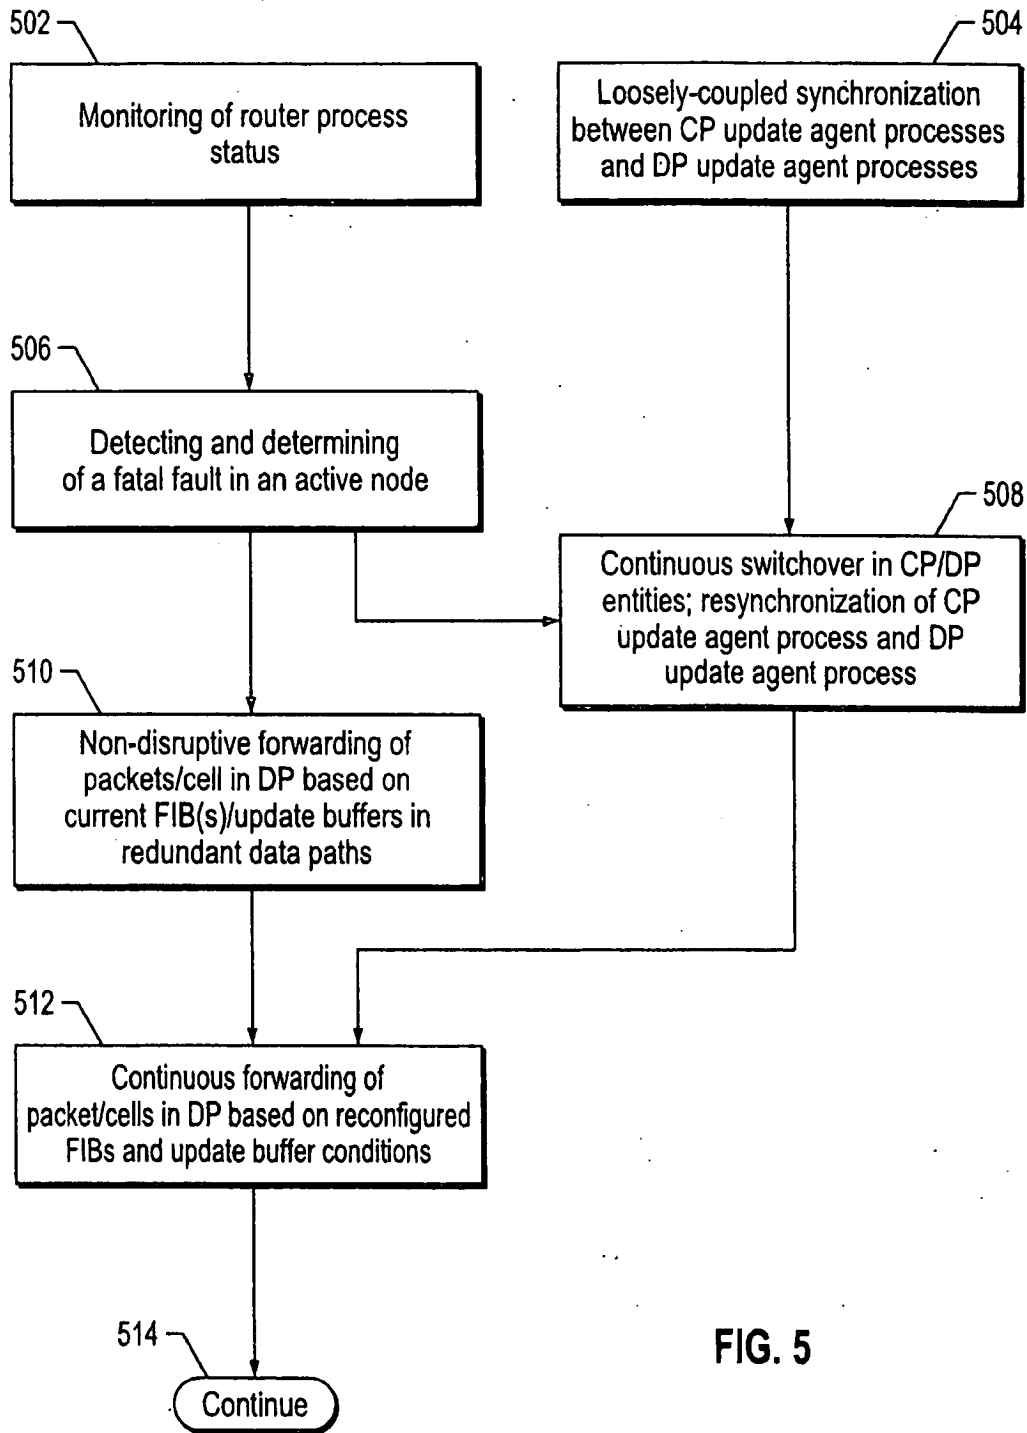 502
Monitoring of router process
status
504
Loosely-coupled synchronization
between CP update agent processes
and DP update agent processes
506
Detecting and determining
of a fatal fault in an active node
508
Continuous switchover in CP/DP
entities; resynchronization of CP
update agent process and DP
update agent process
510
Non-disruptive forwarding of
packets/cell in DP based on
current FIB(s)/update buffers in
redundant data paths
512
Continuous forwarding of
packet/cells in DP based on reconfigured
FIBs and update buffer conditions
514
Continue
FIG. 5